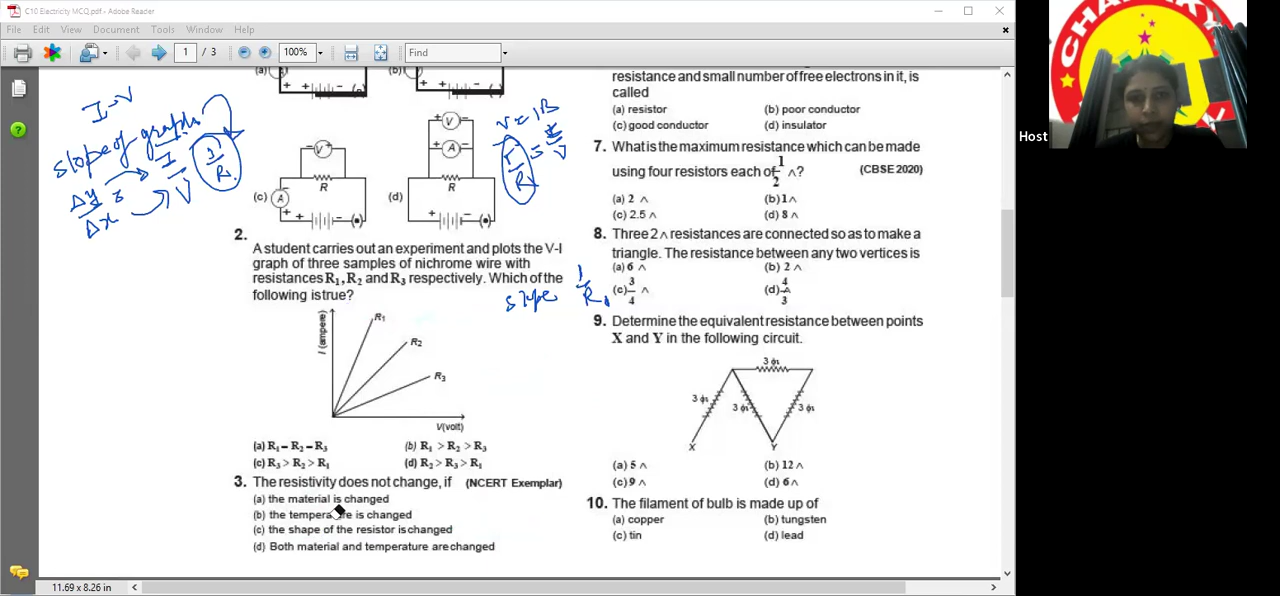 C10 Electricity MCQ.pdf - Adobe Reader
File Edit View Document Tools Window Help
1 / 3 100% Find
(a) (b)
I-V
slope of graphs
I
V
1
R
Δy
Δx
V = IR
(c) A V R
(d) V A R
2.
A student carries out an experiment and plots the V-I
graph of three samples of nichrome wire with
resistances R₁, R₂ and R₃ respectively. Which of the
following istrue?
slope 1
R
I (ampere)
R₁
R₂
R₃
V(volt)
(a) R₁ – R₂ – R₃ (b) R₁ > R₂ > R₃
(c) R₃ > R₂ > R₁ (d) R₂ > R₃ > R₁
3. The resistivity does not change, if (NCERT Exemplar)
(a) the material is changed
(b) the temperature is changed
(c) the shape of the resistor ischanged
(d) Both material and temperature arechanged
resistance and small number of free electrons in it, is
called
(a) resistor (b) poor conductor
(c) good conductor (d) insulator
7. What is the maximum resistance which can be made
using four resistors each of 1/2 ʌ? (CBSE 2020)
(a) 2 ʌ (b) 1 ʌ
(c) 2.5 ʌ (d) 8 ʌ
8. Three 2 ʌ resistances are connected so as to make a
triangle. The resistance between any two vertices is
(a) 6 ʌ (b) 2 ʌ
(c) 3/4 ʌ (d) 4/3 ʌ
9. Determine the equivalent resistance between points
X and Y in the following circuit.
3 φ
3 φ 3 φ 3 φ
X Y
(a) 5 ʌ (b) 12 ʌ
(c) 9 ʌ (d) 6 ʌ
10. The filament of bulb is made up of
(a) copper (b) tungsten
(c) tin (d) lead
11.69 x 8.26 in
Host